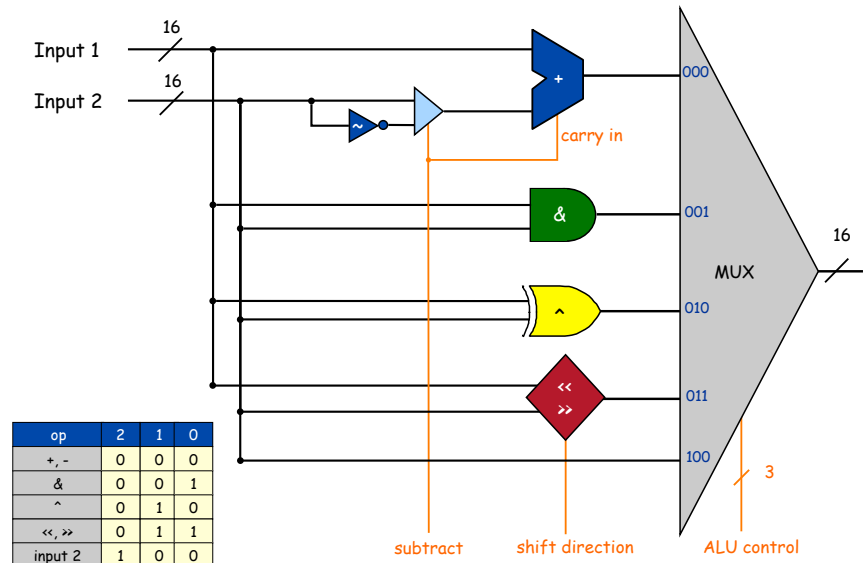 16
Input 1
16
Input 2
~
+
000
carry in
&
001
16
MUX
^
010
<<
>>
011
100
op 2 1 0
+, - 0 0 0
& 0 0 1
^ 0 1 0
<<, >> 0 1 1
input 2 1 0 0
3
subtract
shift direction
ALU control